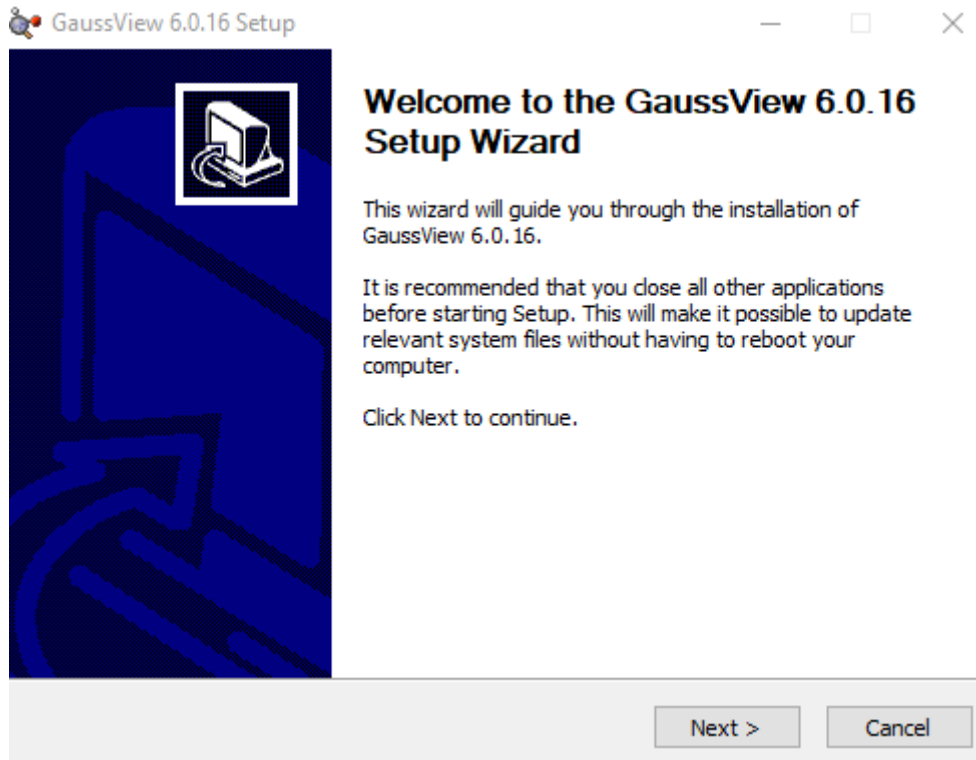 GaussView 6.0.16 Setup
Welcome to the GaussView 6.0.16
Setup Wizard
This wizard will guide you through the installation of
GaussView 6.0.16.
It is recommended that you close all other applications
before starting Setup. This will make it possible to update
relevant system files without having to reboot your
computer.
Click Next to continue.
Next >
Cancel